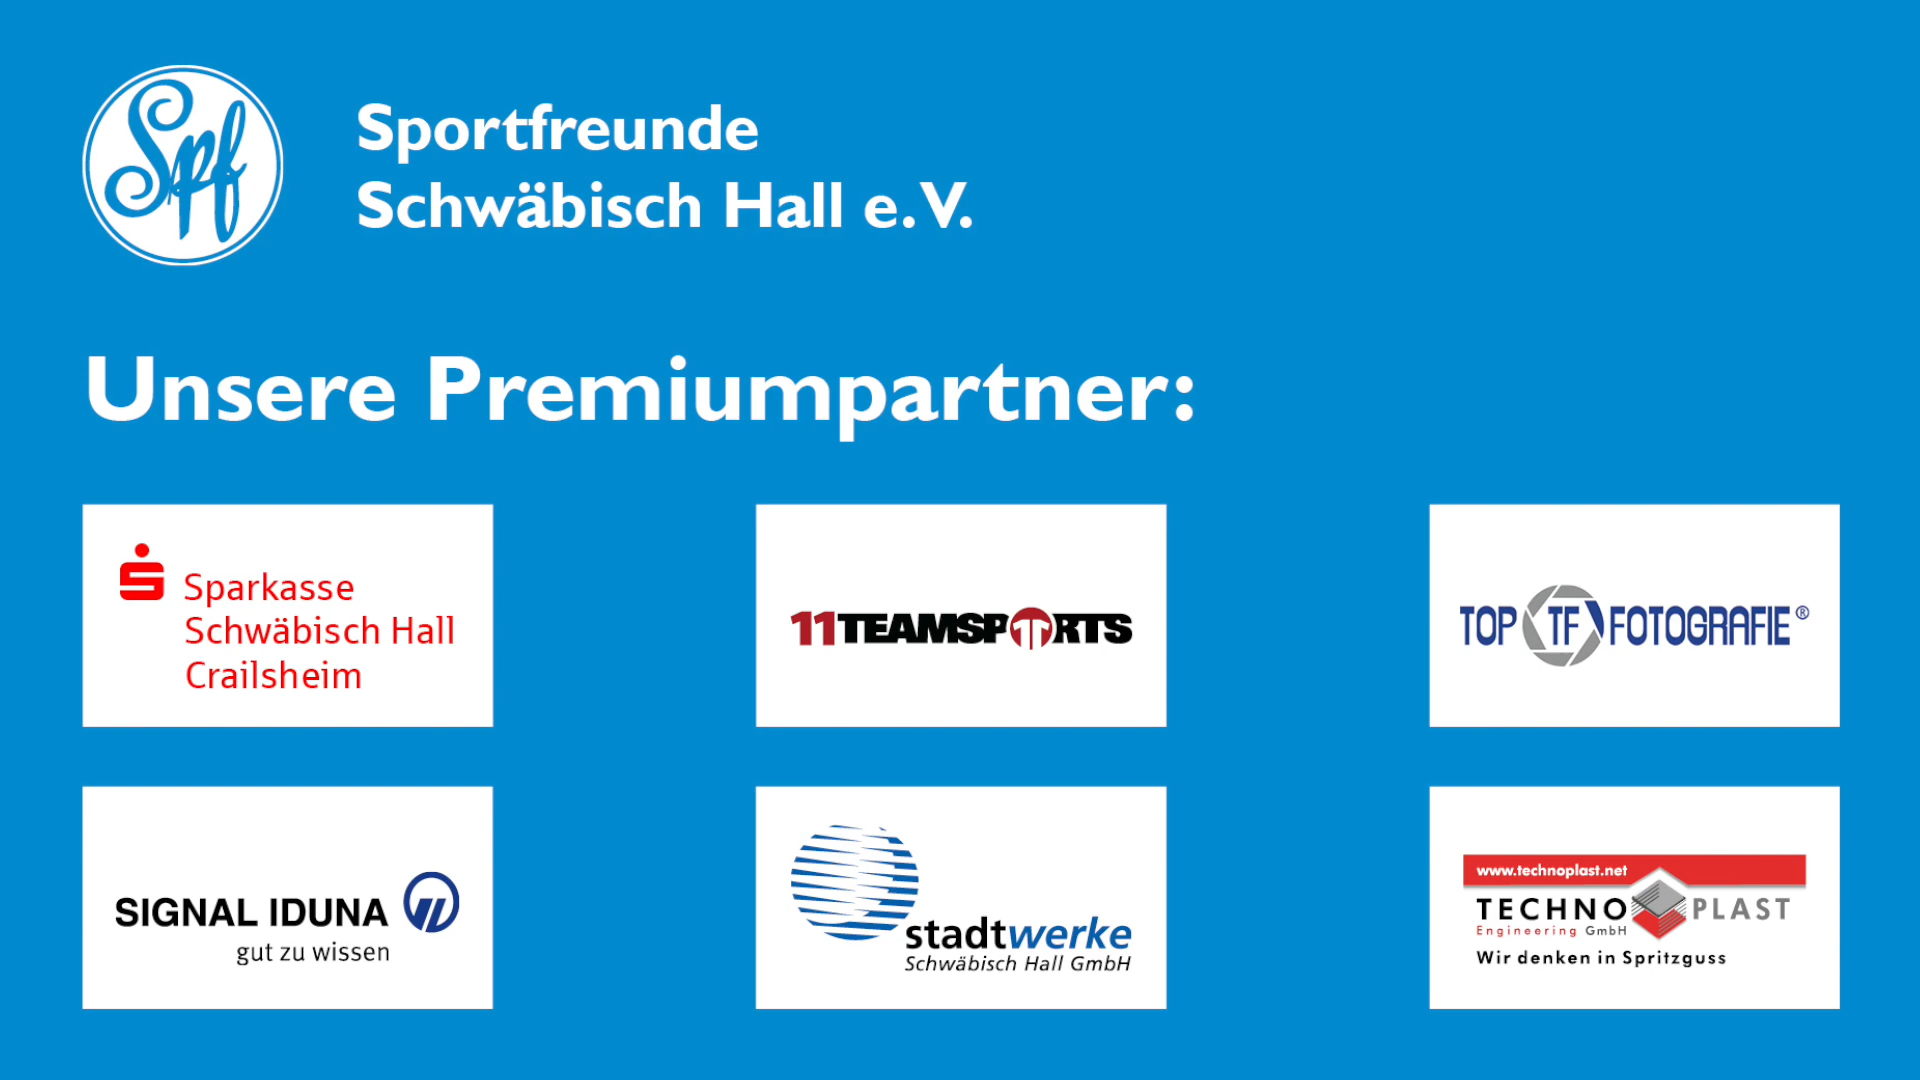 Spf
Sportfreunde
Schwäbisch Hall e.V.
Unsere Premiumpartner:
Sparkasse
Schwäbisch Hall
Crailsheim
11TEAMSPORTS
TOP TF FOTOGRAFIE®
SIGNAL IDUNA
gut zu wissen
stadtwerke
Schwäbisch Hall GmbH
www.technoplast.net
TECHNO PLAST
Engineering GmbH
Wir denken in Spritzguss